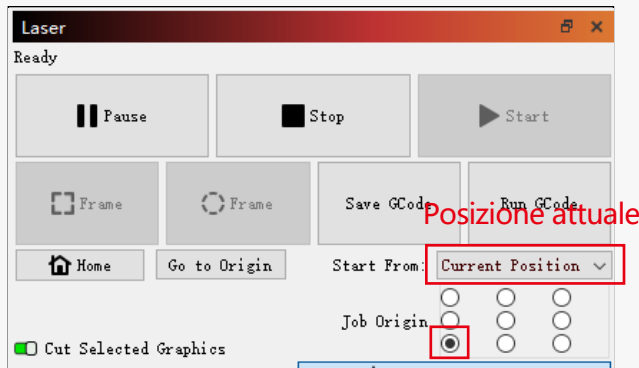 Laser
Ready
Pause
Stop
Start
Frame
Frame
Save GCode
Run GCode
Posizione attuale
Home
Go to Origin
Start From:
Current Position
Job Origin
Cut Selected Graphics